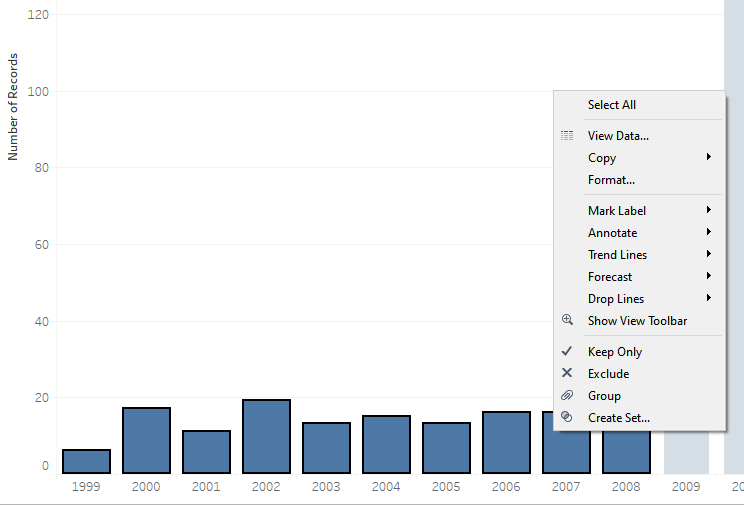 120
100
80
60
40
20
0
Number of Records
1999 2000 2001 2002 2003 2004 2005 2006 2007 2008 2009 20
Select All
View Data...
Copy
Format...
Mark Label
Annotate
Trend Lines
Forecast
Drop Lines
Show View Toolbar
Keep Only
Exclude
Group
Create Set...